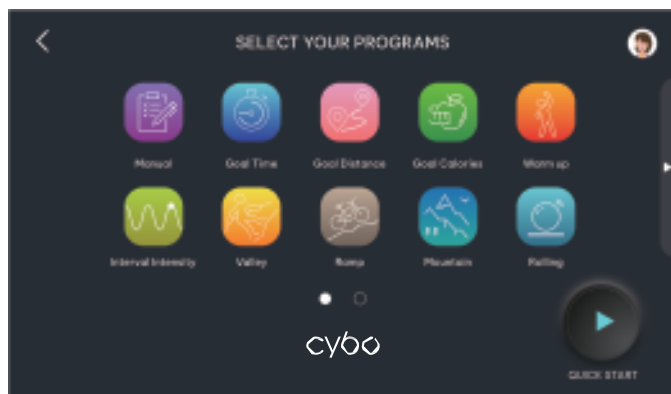 SELECT YOUR PROGRAMS
Manual
Goal Time
Goal Distance
Goal Calories
Warm up
Interval Intensity
Valley
Ramp
Mountain
Rolling
cybo
QUICK START